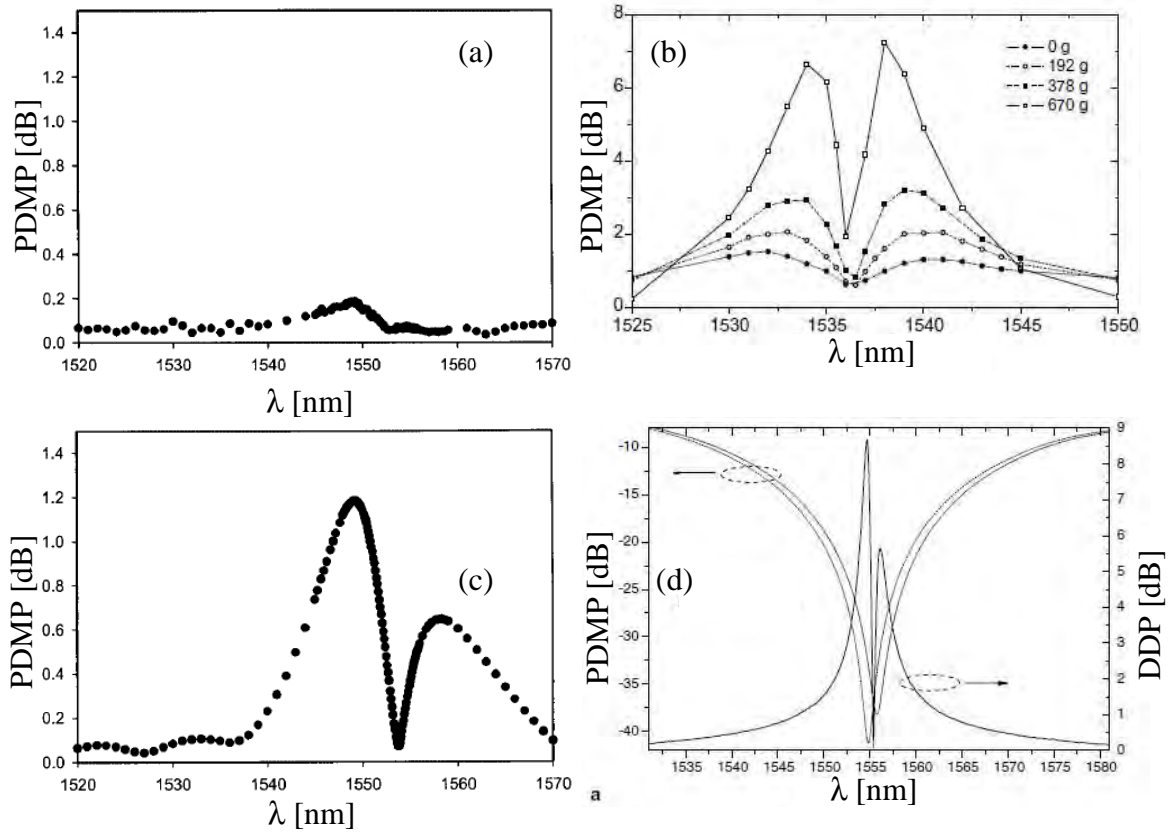 (a)
PDMP [dB]
1.4
1.2
1.0
0.8
0.6
0.4
0.2
0.0
1520 1530 1540 1550 1560 1570
λ [nm]
(b)
0 g
192 g
378 g
670 g
PDMP [dB]
8
6
4
2
0
1525 1530 1535 1540 1545 1550
λ [nm]
(c)
PDMP [dB]
1.4
1.2
1.0
0.8
0.6
0.4
0.2
0.0
1520 1530 1540 1550 1560 1570
λ [nm]
(d)
PDMP [dB]
-10
-15
-20
-25
-30
-35
-40
9
8
7
6
5
4
3
2
1
0
DDP [dB]
1535 1540 1545 1550 1555 1560 1565 1570 1575 1580
a
λ [nm]